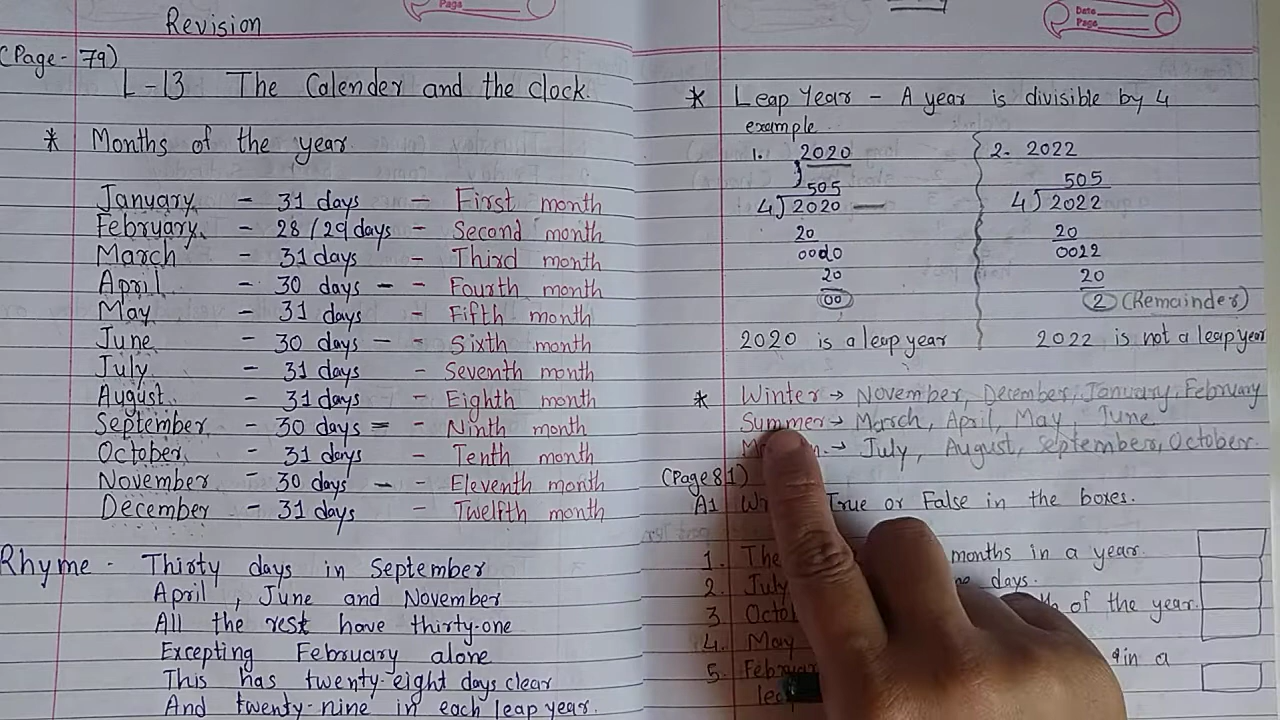 Page
Revision
(Page - 79)
L-13 The Calender and the clock.
* Months of the year.
January - 31 days - First month
February - 28/29 days - Second month
March - 31 days - Third month
April - 30 days - - Fourth month
May - 31 days - Fifth month
June - 30 days - - Sixth month
July - 31 days - Seventh month
August - 31 days - Eighth month
September - 30 days = - Ninth month
October - 31 days - Tenth month
November - 30 days - - Eleventh month
December - 31 days - Twelfth month
Rhyme - Thirty days in September
April, June and November
All the rest have thirty-one
Excepting February alone
This has twenty-eight days clear
And twenty-nine in each leap year.
Date
Page
* Leap Year - A year is divisible by 4
example.
1. 2020
505
4)2020
20
0020
20
00
2020 is a leap year
2. 2022
505
4)2022
20
0022
20
2 (Remainder)
2022 is not a leap year
* Winter → November, December, January, February
Summer → March, April, May June
→ July, August, September, October.
(Page 81)
A1 True or False in the boxes.
1. The months in a year.
2. July days.
3 of the year.
4. May
5. in a